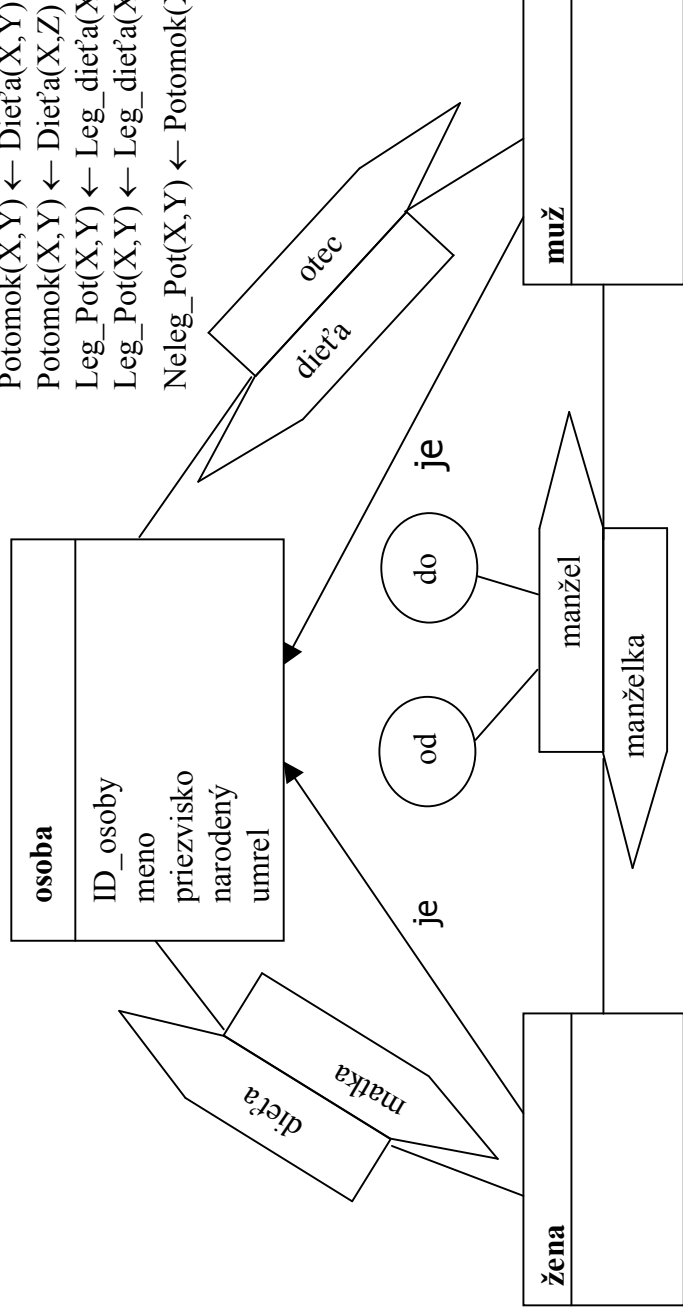 Potomok(X,Y) ← Dieťa(X,Y)
Potomok(X,Y) ← Dieťa(X,Z)
Leg_Pot(X,Y) ← Leg_dieťa(X
Leg_Pot(X,Y) ← Leg_dieťa(X
Neleg_Pot(X,Y) ← Potomok(X
osoba
ID_osoby
meno
priezvisko
narodený
umrel
dieťa
matka
otec
dieťa
je
je
od
do
žena
muž
manžel
manželka